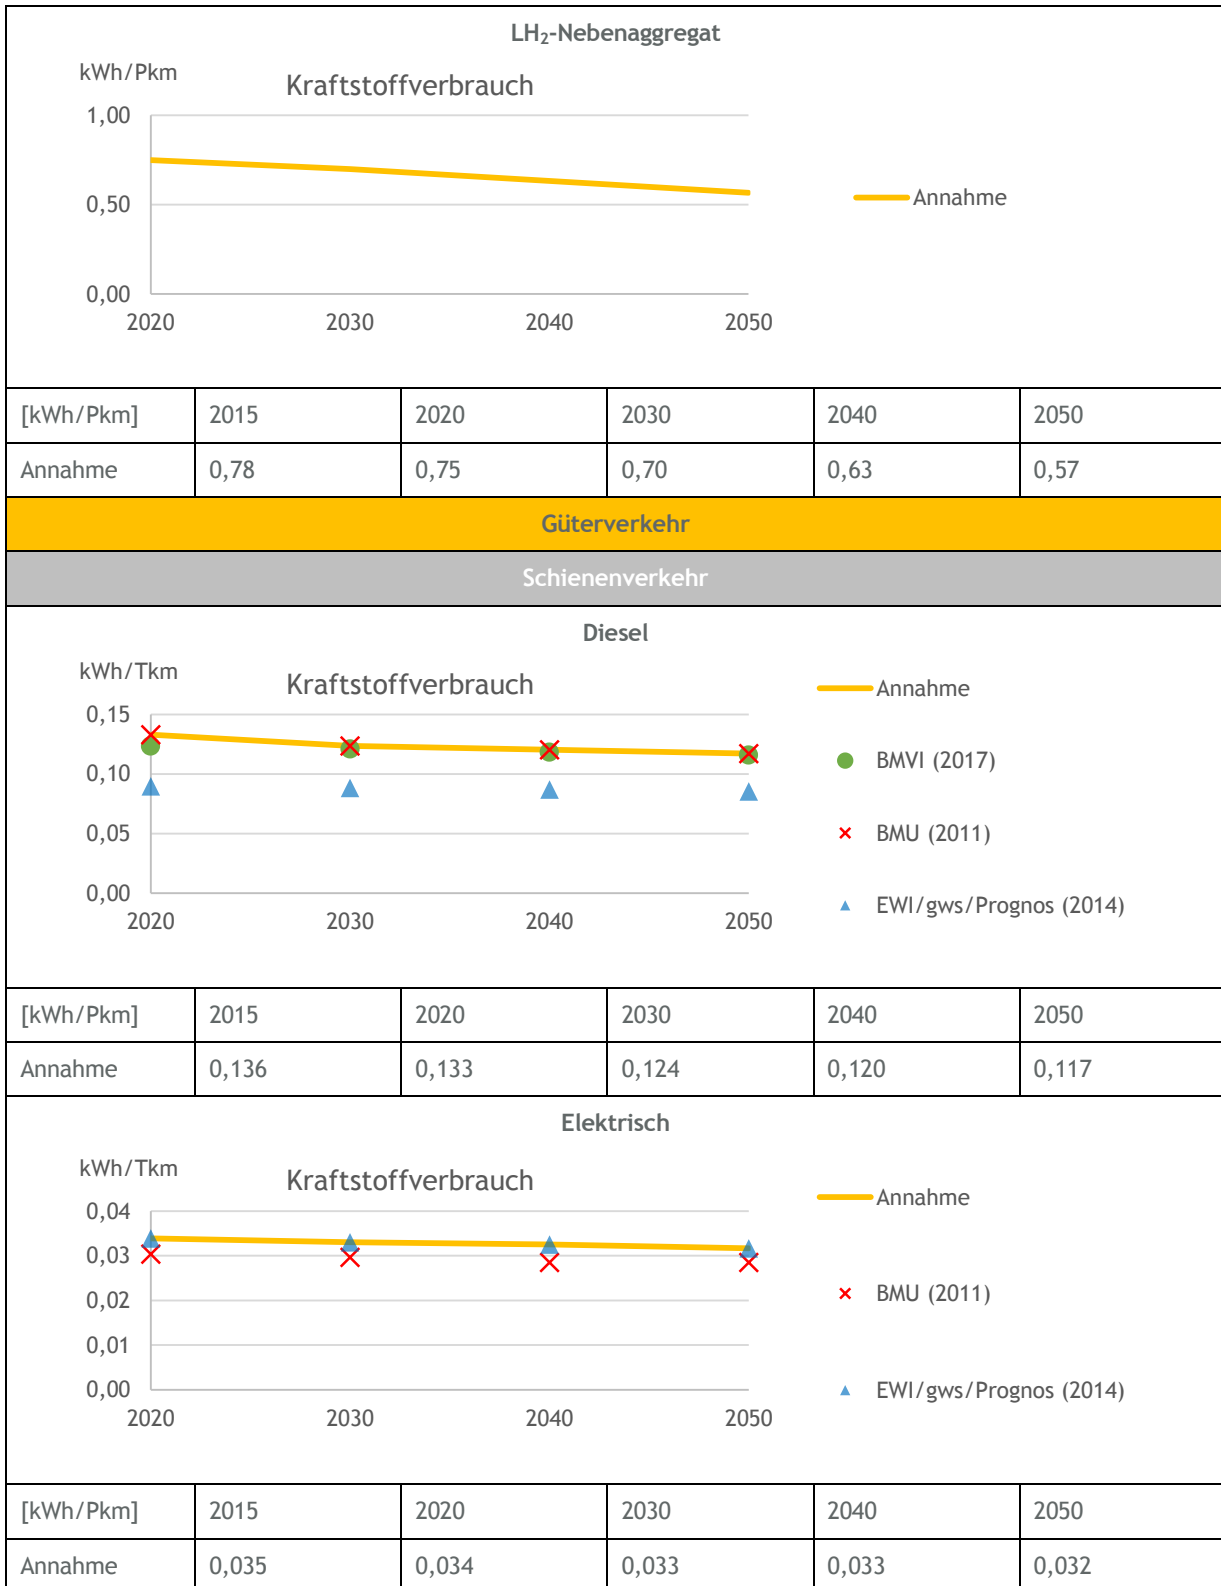 LH₂-Nebenaggregat
kWh/Pkm
Kraftstoffverbrauch
1,00
0,50
0,00
2020 2030 2040 2050
Annahme
[kWh/Pkm] 2015 2020 2030 2040 2050
Annahme 0,78 0,75 0,70 0,63 0,57
Güterverkehr
Schienenverkehr
Diesel
kWh/Tkm
Kraftstoffverbrauch
0,15
0,10
0,05
0,00
2020 2030 2040 2050
Annahme
BMVI (2017)
BMU (2011)
EWI/gws/Prognos (2014)
[kWh/Pkm] 2015 2020 2030 2040 2050
Annahme 0,136 0,133 0,124 0,120 0,117
Elektrisch
kWh/Tkm
Kraftstoffverbrauch
0,04
0,03
0,02
0,01
0,00
2020 2030 2040 2050
Annahme
BMU (2011)
EWI/gws/Prognos (2014)
[kWh/Pkm] 2015 2020 2030 2040 2050
Annahme 0,035 0,034 0,033 0,033 0,032